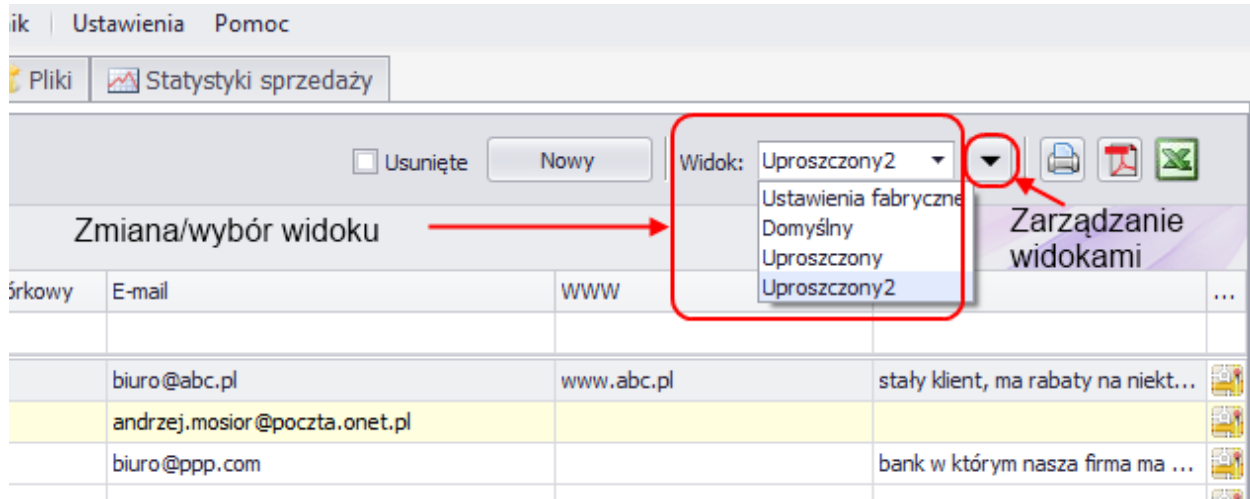 ik Ustawienia Pomoc
Pliki Statystyki sprzedaży
Usunięte Nowy Widok: Uproszczony2
Ustawienia fabryczne
Domyślny
Uproszczony
Uproszczony2
Zmiana/wybór widoku
Zarządzanie
widokami
órkowy E-mail WWW ...
biuro@abc.pl www.abc.pl stały klient, ma rabaty na niekt...
andrzej.mosior@poczta.onet.pl
biuro@ppp.com bank w którym nasza firma ma ...